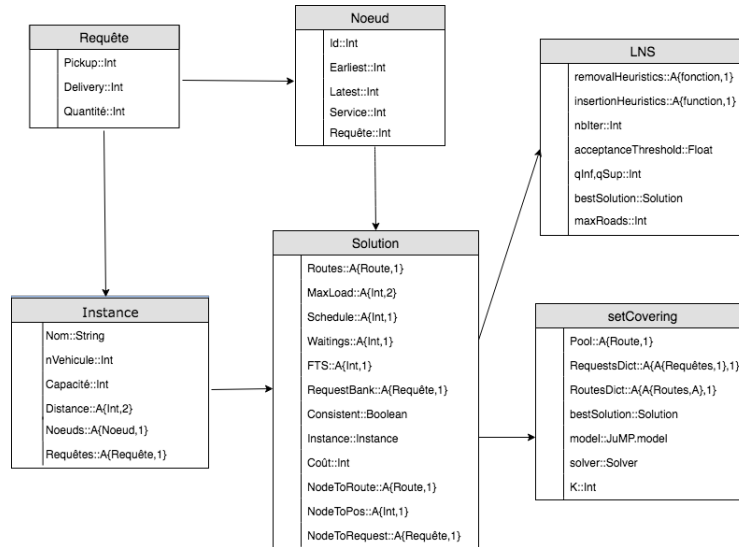 Requête
Pickup::Int
Delivery::Int
Quantité::Int
Noeud
Id::Int
Earliest::Int
Latest::Int
Service::Int
Requête::Int
LNS
removalHeuristics::A{fonction,1}
insertionHeuristics::A{function,1}
nbIter::Int
acceptanceThreshold::Float
qInf,qSup::Int
bestSolution::Solution
maxRoads::Int
Solution
Routes::A{Route,1}
MaxLoad::A{Int,2}
Schedule::A{Int,1}
Waitings::A{Int,1}
FTS::A{Int,1}
RequestBank::A{Requête,1}
Consistent::Boolean
Instance::Instance
Coût::Int
NodeToRoute::A{Route,1}
NodeToPos::A{Int,1}
NodeToRequest::A{Requête,1}
Instance
Nom::String
nVehicule::Int
Capacité::Int
Distance::A{Int,2}
Noeuds::A{Noeud,1}
Requêtes::A{Requête,1}
setCovering
Pool::A{Route,1}
RequestsDict::A{A{Requêtes,1},1}
RoutesDict::A{A{Routes,A},1}
bestSolution::Solution
model::JuMP.model
solver::Solver
K::Int